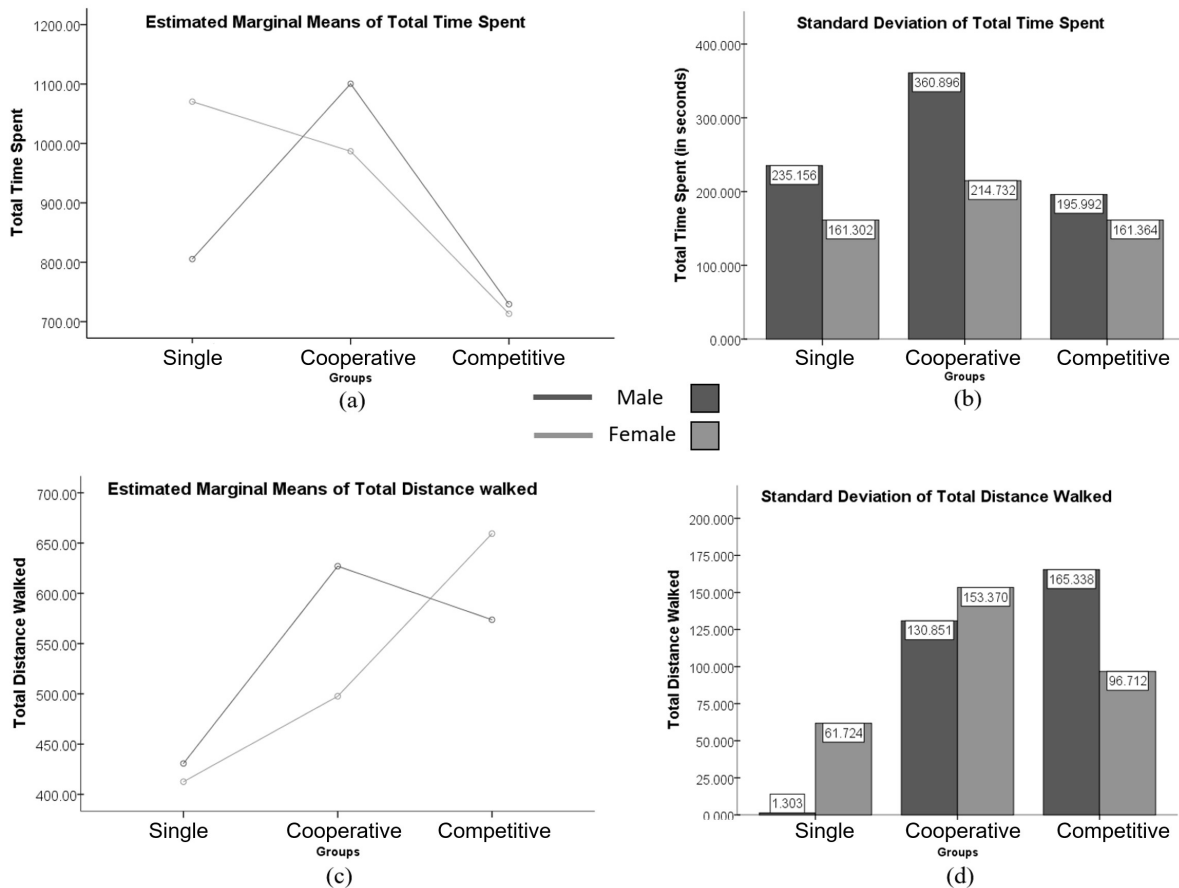 Estimated Marginal Means of Total Time Spent
1200.00
1100.00
1000.00
900.00
800.00
700.00
Total Time Spent
Single Cooperative Competitive
Groups
(a)
Standard Deviation of Total Time Spent
400.000
300.000
200.000
100.000
0.000
Total Time Spent (in seconds)
235.156
161.302
360.896
214.732
195.992
161.364
Single Cooperative Competitive
Groups
(b)
Male
Female
Estimated Marginal Means of Total Distance walked
700.00
650.00
600.00
550.00
500.00
450.00
400.00
Total Distance Walked
Single Cooperative Competitive
Groups
(c)
Standard Deviation of Total Distance Walked
200.000
175.000
150.000
125.000
100.000
75.000
50.000
25.000
0.000
Total Distance Walked
1.303
61.724
130.851
153.370
165.338
96.712
Single Cooperative Competitive
Groups
(d)